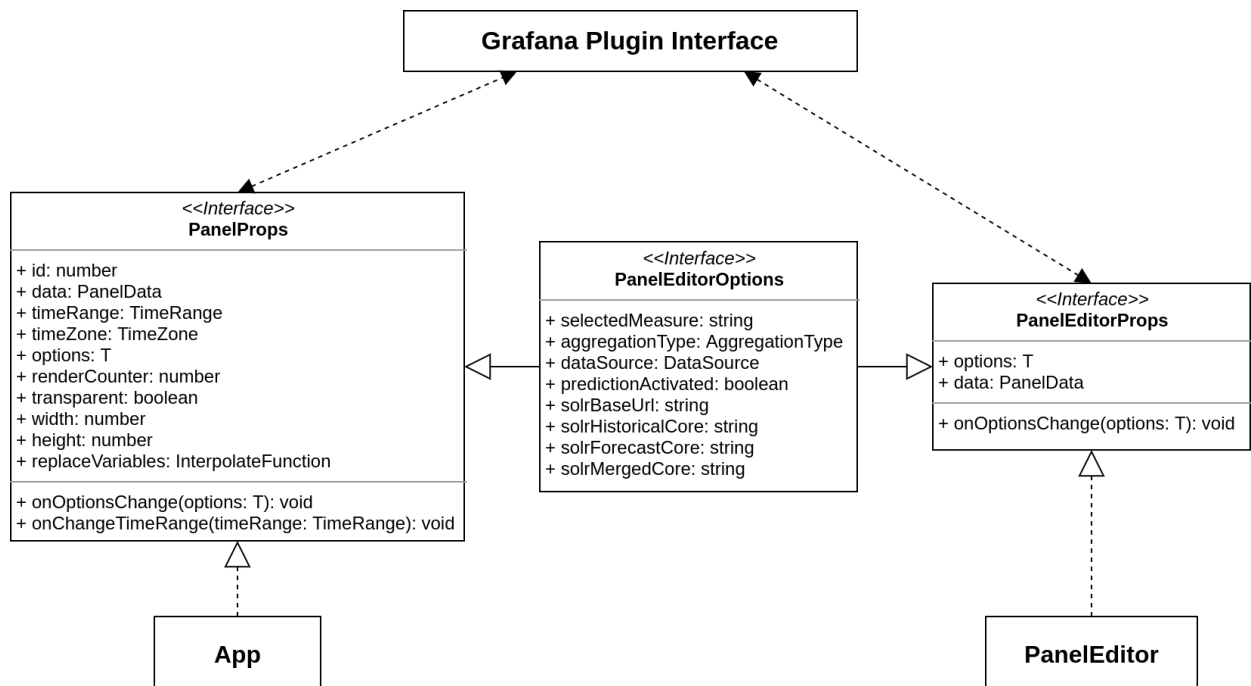 Grafana Plugin Interface
<<Interface>>
PanelProps
+ id: number
+ data: PanelData
+ timeRange: TimeRange
+ timeZone: TimeZone
+ options: T
+ renderCounter: number
+ transparent: boolean
+ width: number
+ height: number
+ replaceVariables: InterpolateFunction
+ onOptionsChange(options: T): void
+ onChangeTimeRange(timeRange: TimeRange): void
<<Interface>>
PanelEditorOptions
+ selectedMeasure: string
+ aggregationType: AggregationType
+ dataSource: DataSource
+ predictionActivated: boolean
+ solrBaseUrl: string
+ solrHistoricalCore: string
+ solrForecastCore: string
+ solrMergedCore: string
<<Interface>>
PanelEditorProps
+ options: T
+ data: PanelData
+ onOptionsChange(options: T): void
App
PanelEditor